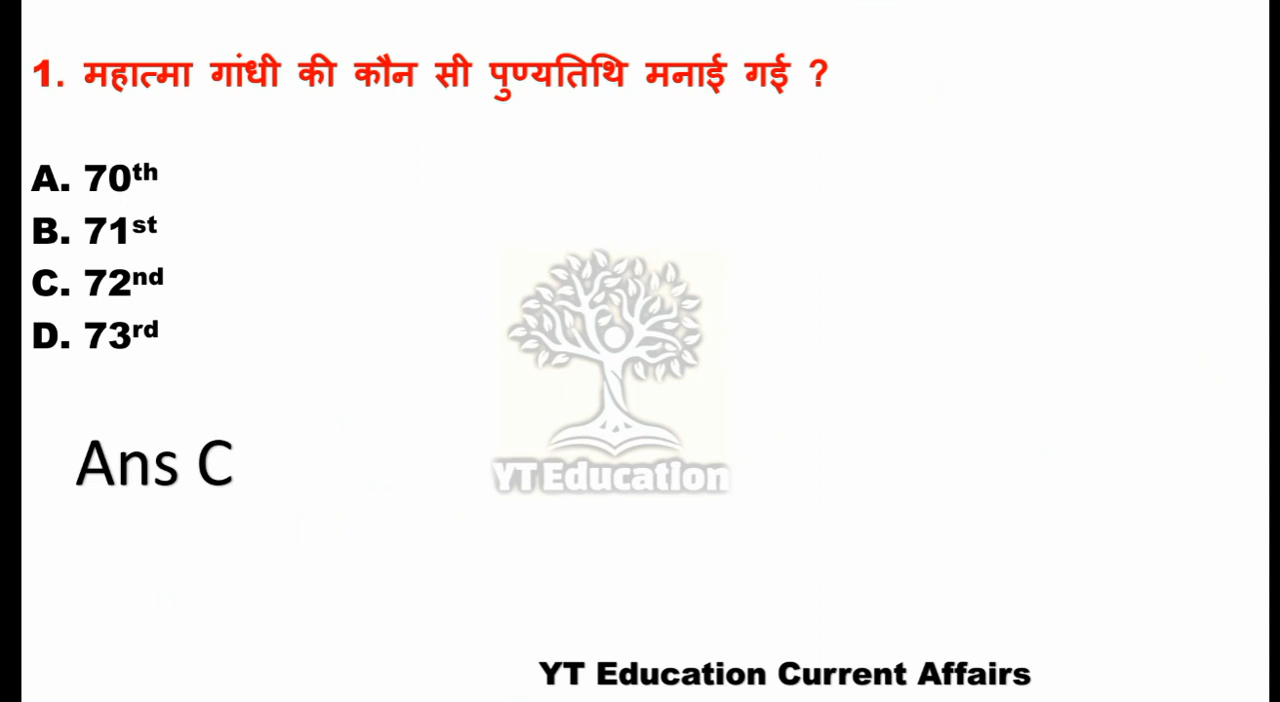 1. महात्मा गांधी की कौन सी पुण्यतिथि मनाई गई ?
A. 70th
B. 71st
C. 72nd
D. 73rd
Ans C
YT Education
YT Education Current Affairs